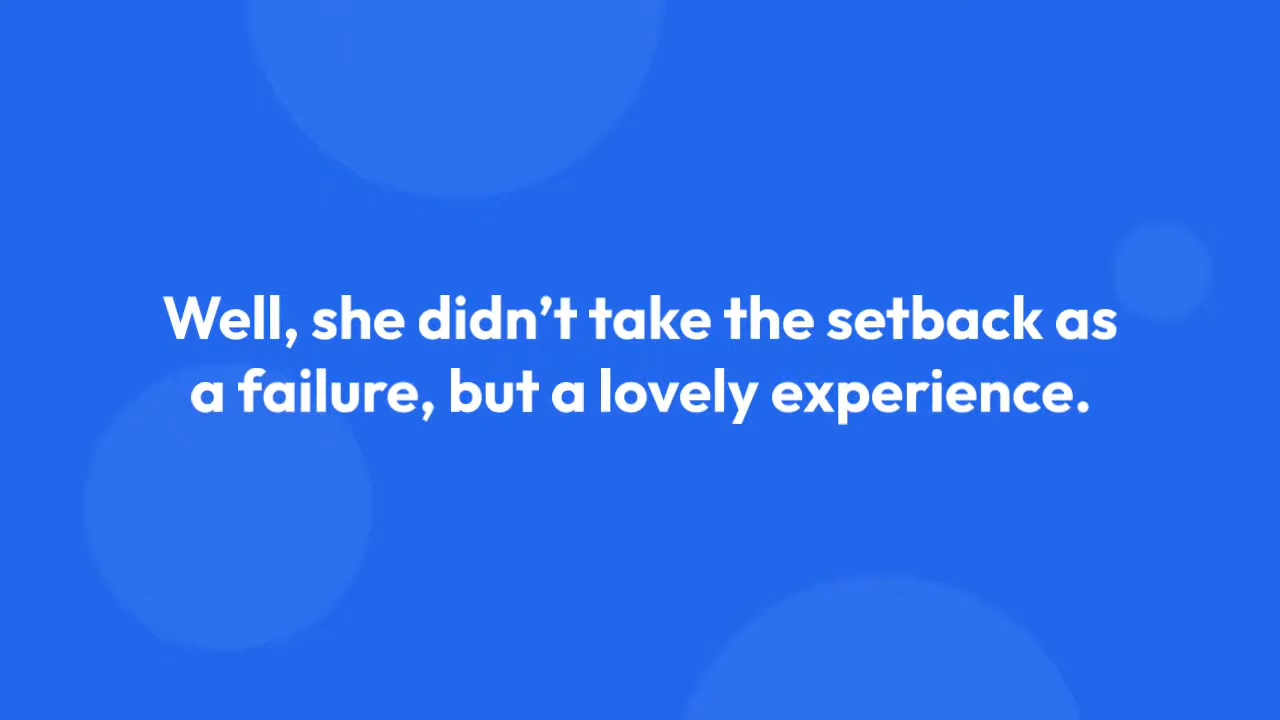 Well, she didn’t take the setback as
a failure, but a lovely experience.